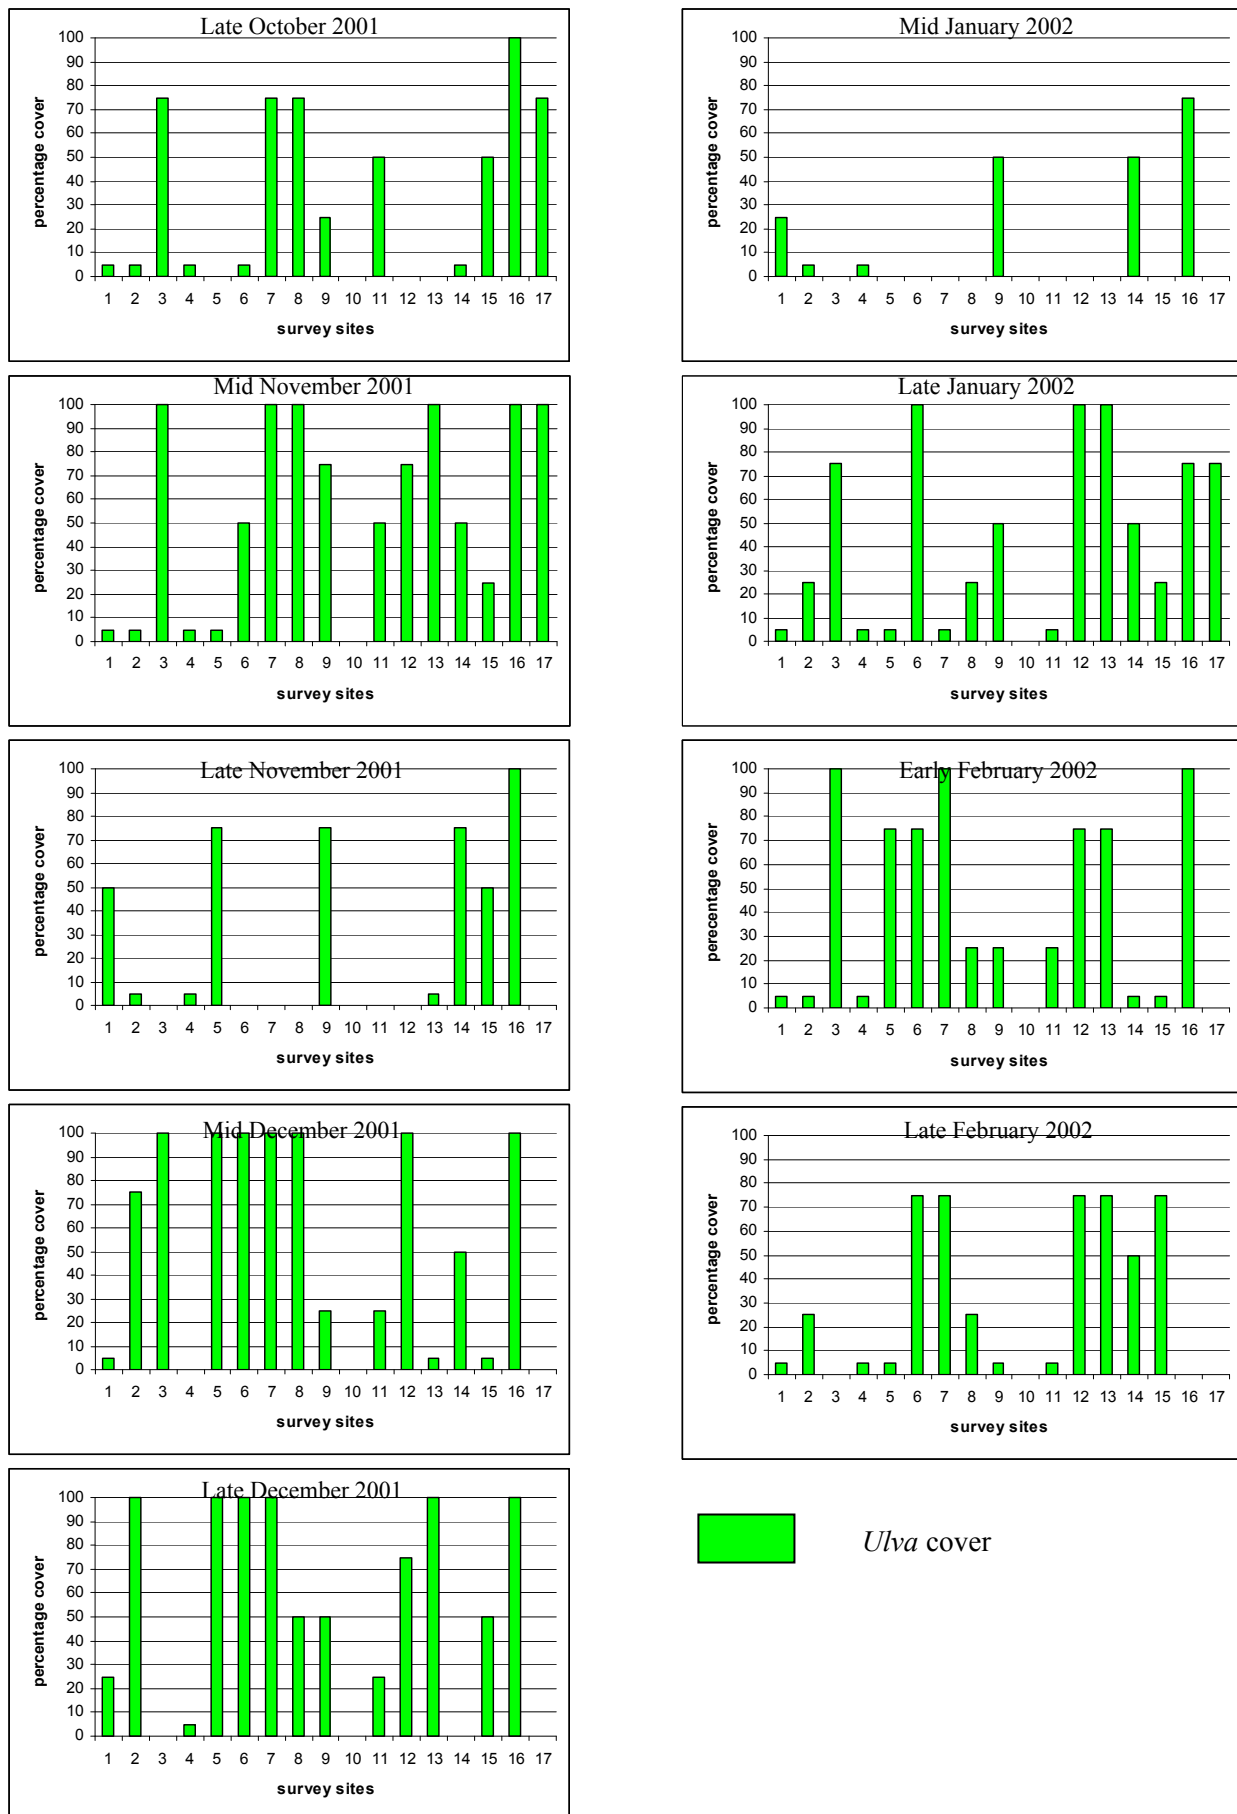 Late October 2001
100
90
80
70
60
50
40
30
20
10
0
percentage cover
1 2 3 4 5 6 7 8 9 10 11 12 13 14 15 16 17
survey sites
Mid January 2002
100
90
80
70
60
50
40
30
20
10
0
percentage cover
1 2 3 4 5 6 7 8 9 10 11 12 13 14 15 16 17
survey sites
Mid November 2001
100
90
80
70
60
50
40
30
20
10
0
percentage cover
1 2 3 4 5 6 7 8 9 10 11 12 13 14 15 16 17
survey sites
Late January 2002
100
90
80
70
60
50
40
30
20
10
0
percentage cover
1 2 3 4 5 6 7 8 9 10 11 12 13 14 15 16 17
survey sites
Late November 2001
100
90
80
70
60
50
40
30
20
10
0
percentage cover
1 2 3 4 5 6 7 8 9 10 11 12 13 14 15 16 17
survey sites
Early February 2002
100
90
80
70
60
50
40
30
20
10
0
perecentage cover
1 2 3 4 5 6 7 8 9 10 11 12 13 14 15 16 17
survey sites
Mid December 2001
100
90
80
70
60
50
40
30
20
10
0
percentage cover
1 2 3 4 5 6 7 8 9 10 11 12 13 14 15 16 17
survey sites
Late February 2002
100
90
80
70
60
50
40
30
20
10
0
percentage cover
1 2 3 4 5 6 7 8 9 10 11 12 13 14 15 16 17
survey sites
Late December 2001
100
90
80
70
60
50
40
30
20
10
0
percentage cover
1 2 3 4 5 6 7 8 9 10 11 12 13 14 15 16 17
survey sites
Ulva cover